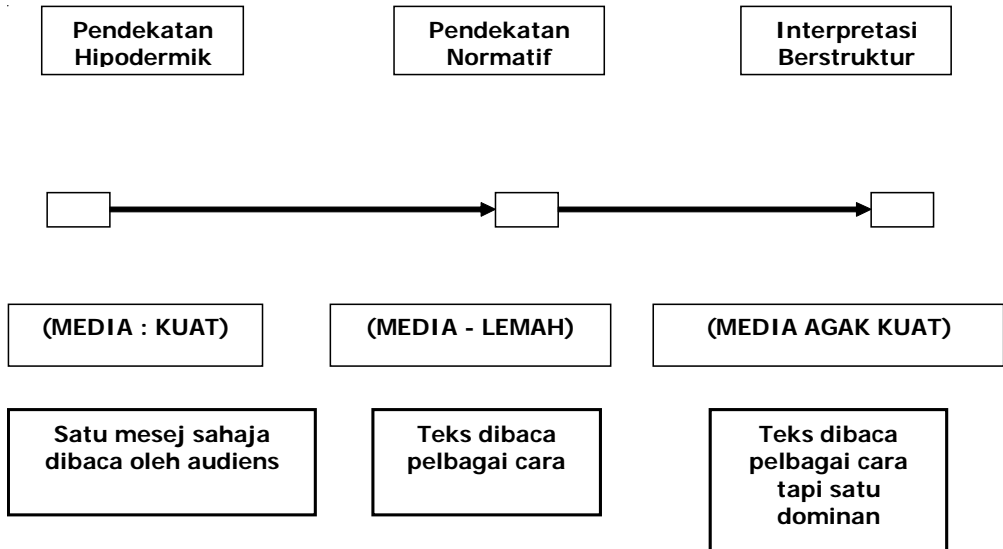 Pendekatan
Hipodermik
Pendekatan
Normatif
Interpretasi
Berstruktur
(MEDIA : KUAT)
(MEDIA - LEMAH)
(MEDIA AGAK KUAT)
Satu mesej sahaja
dibaca oleh audiens
Teks dibaca
pelbagai cara
Teks dibaca
pelbagai cara
tapi satu
dominan